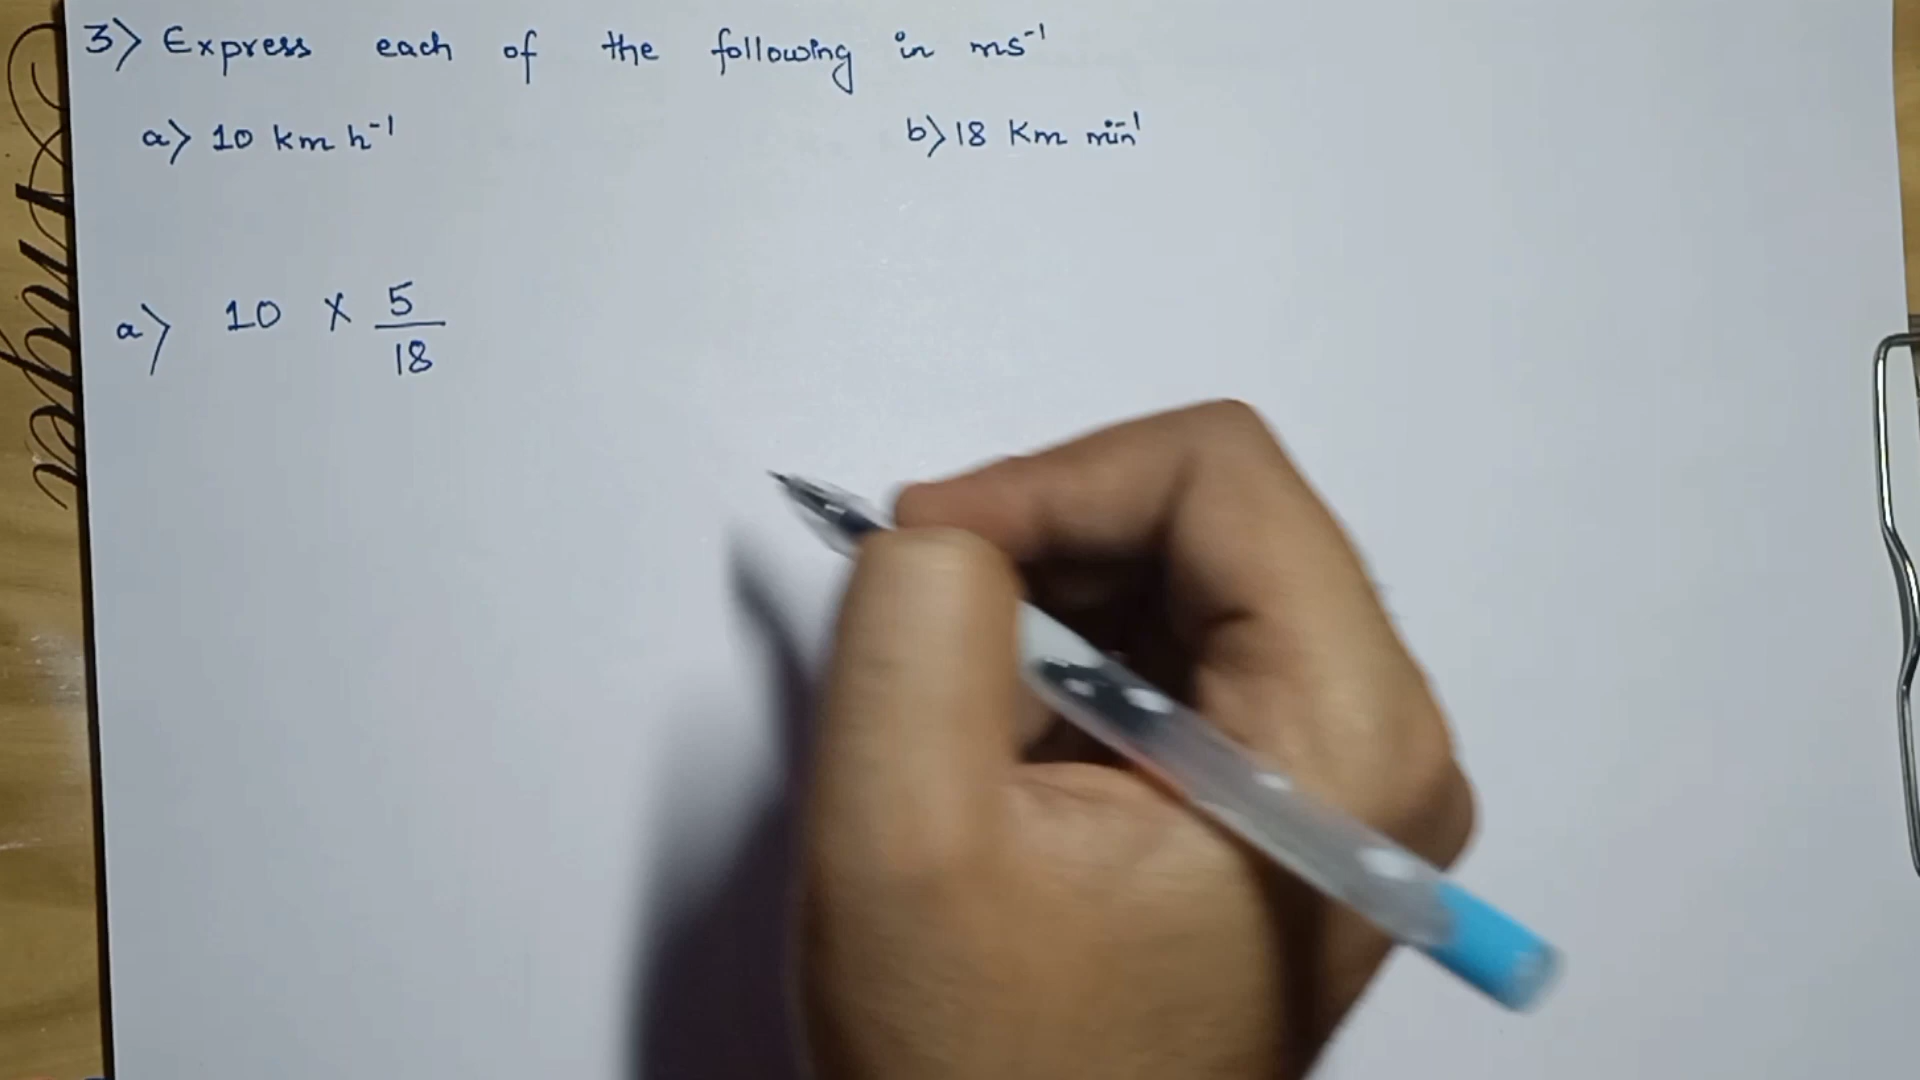 3) Express each of the following in ms⁻¹
a) 10 km h⁻¹ b) 18 Km min⁻¹
a) 10 × 5/18